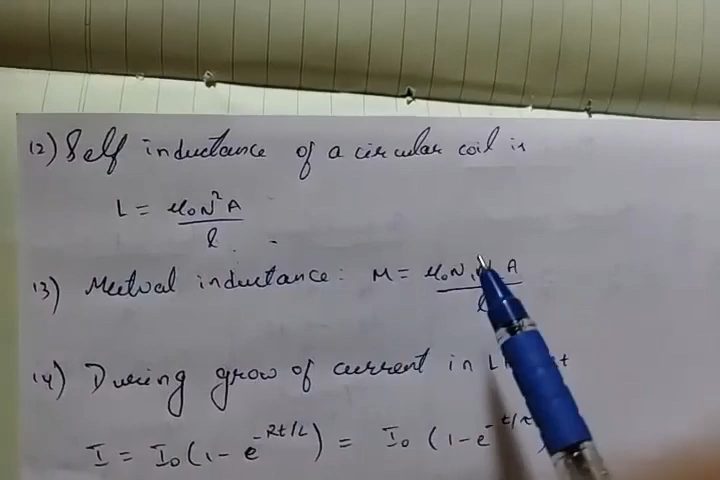 12) Self inductance of a circular coil is
L = μ₀N²A / l
13) Mutual inductance: M = μ₀N₁N₂A / l
14) During grow of current in
I = I₀(1-e^-Rt/L) = I₀ (1-e^-t/τ)